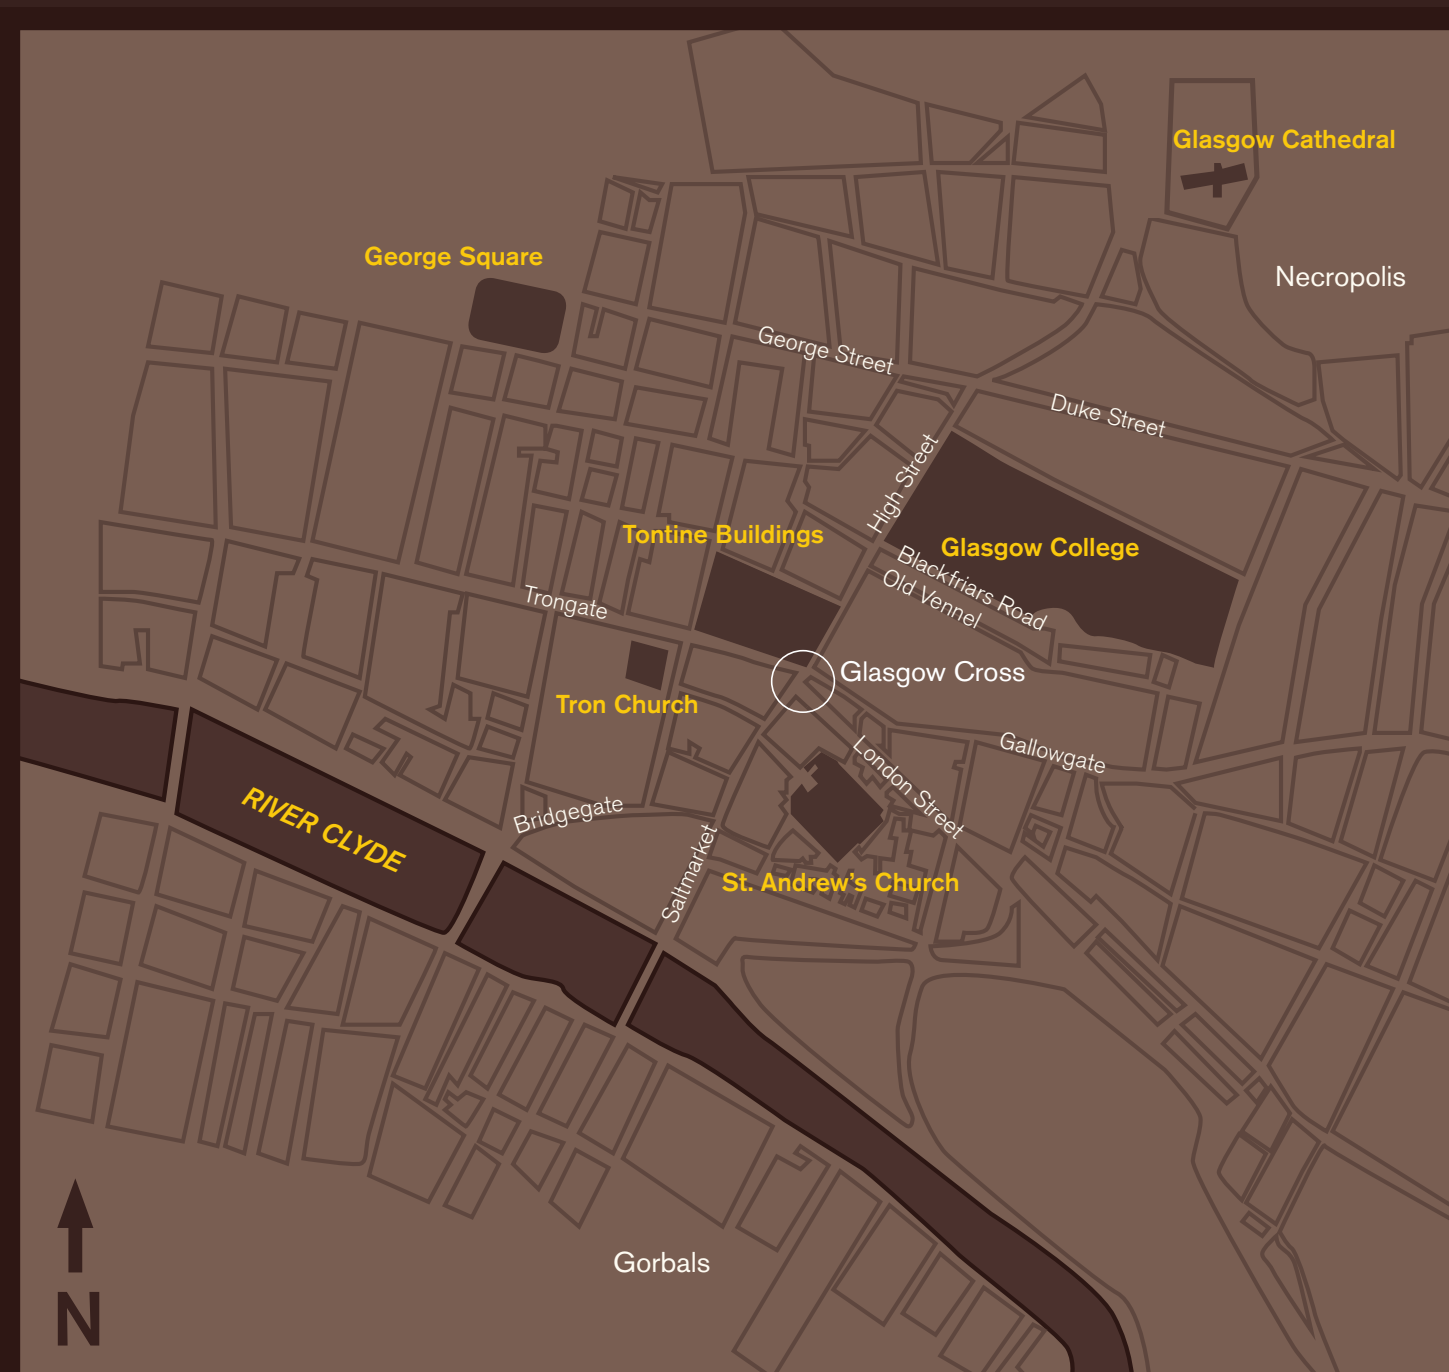 Glasgow Cathedral
George Square
Necropolis
George Street
Duke Street
High Street
Tontine Buildings
Glasgow College
Blackfriars Road
Old Vennel
Trongate
Glasgow Cross
Tron Church
Gallowgate
London Street
RIVER CLYDE
Bridgegate
Saltmarket
St. Andrew’s Church
Gorbals
N